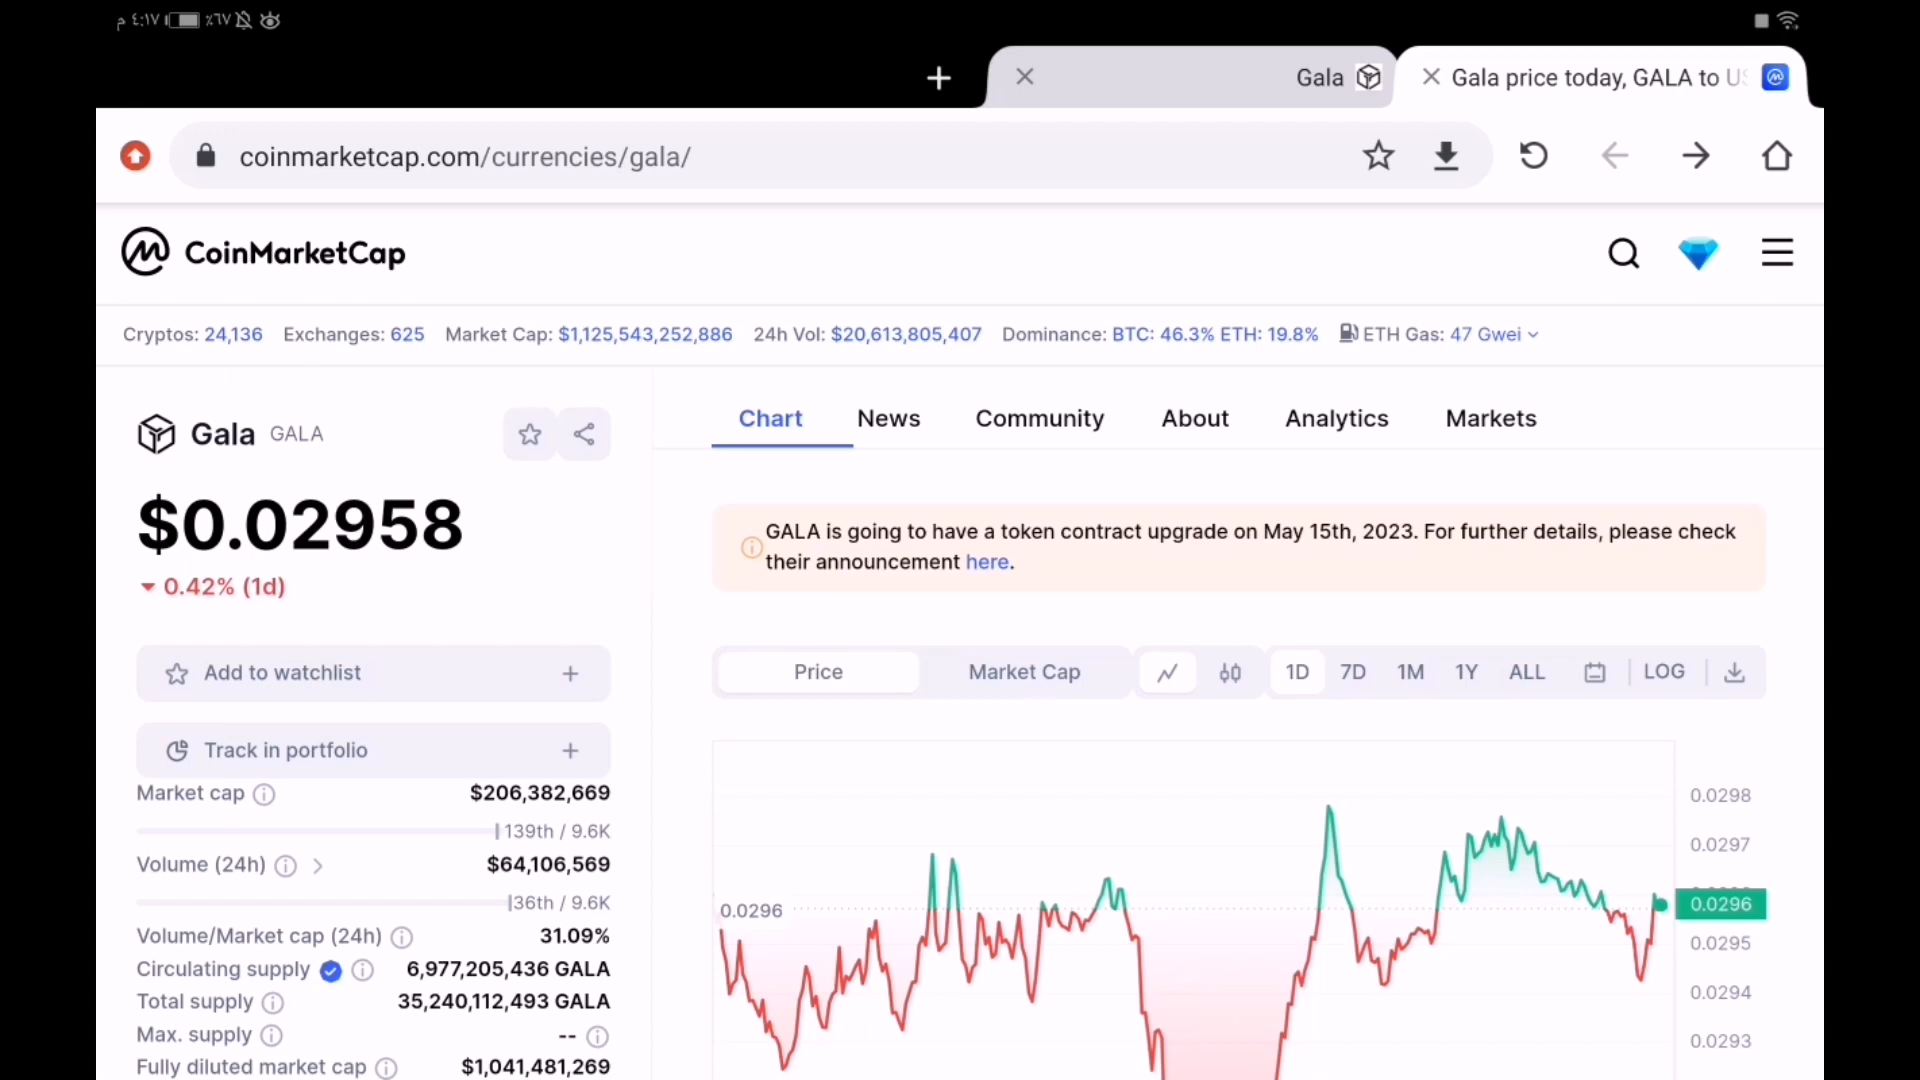 م ٤:١٧ ٪٦٧
Gala
Gala price today, GALA to US
coinmarketcap.com/currencies/gala/
CoinMarketCap
Cryptos: 24,136 Exchanges: 625 Market Cap: $1,125,543,252,886 24h Vol: $20,613,805,407 Dominance: BTC: 46.3% ETH: 19.8% ETH Gas: 47 Gwei
Gala GALA
$0.02958
0.42% (1d)
Add to watchlist
Track in portfolio
Market cap $206,382,669
139th / 9.6K
Volume (24h) $64,106,569
36th / 9.6K
Volume/Market cap (24h) 31.09%
Circulating supply 6,977,205,436 GALA
Total supply 35,240,112,493 GALA
Max. supply --
Fully diluted market cap $1,041,481,269
Chart News Community About Analytics Markets
GALA is going to have a token contract upgrade on May 15th, 2023. For further details, please check
their announcement here.
Price Market Cap 1D 7D 1M 1Y ALL LOG
0.0298
0.0297
0.0296
0.0296
0.0295
0.0294
0.0293